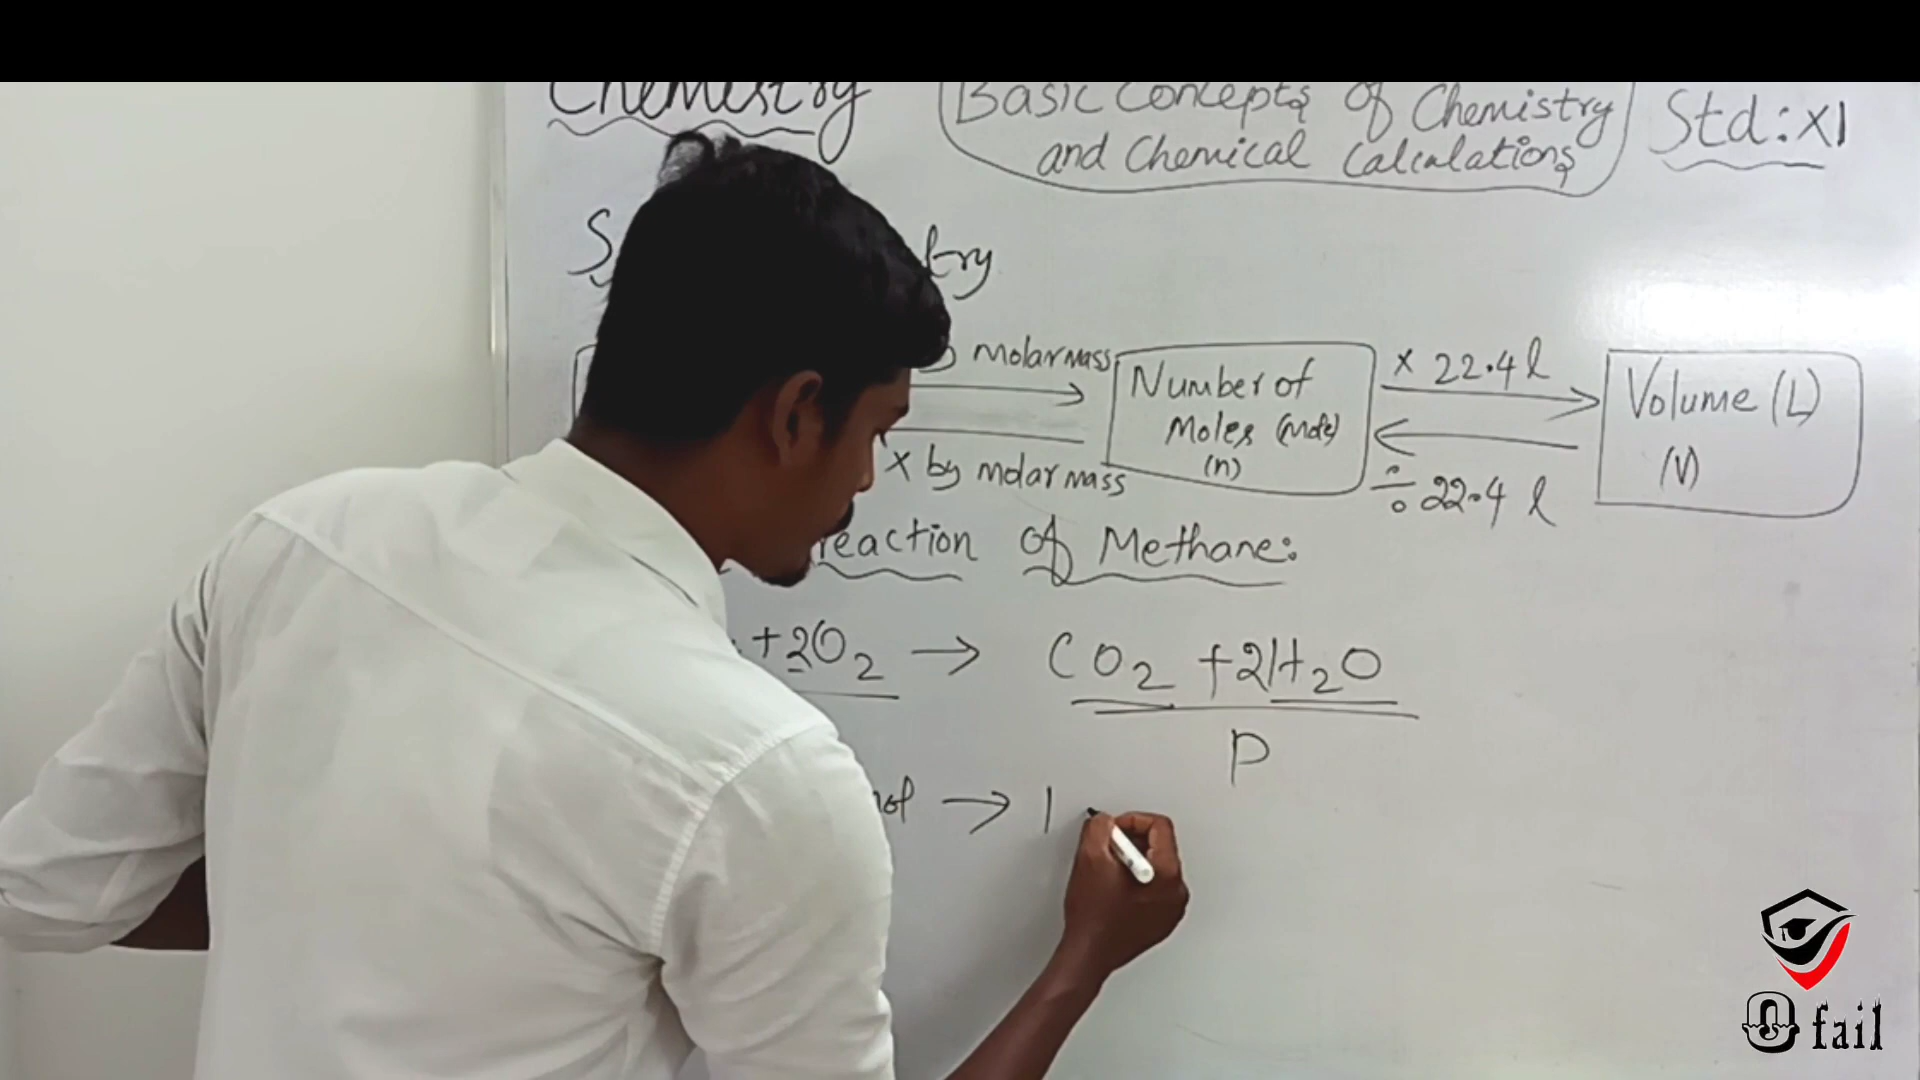 Chemistry
Basic Concepts of Chemistry
and Chemical Calculations
Std: XI
molar mass
Number of
Moles (mole)
(n)
x 22.4 l
Volume (L)
(V)
x by molar mass
÷ 22.4 l
reaction of Methane:
+ 2O2 → CO2 + 2H2O
P
→ 1
0 fail